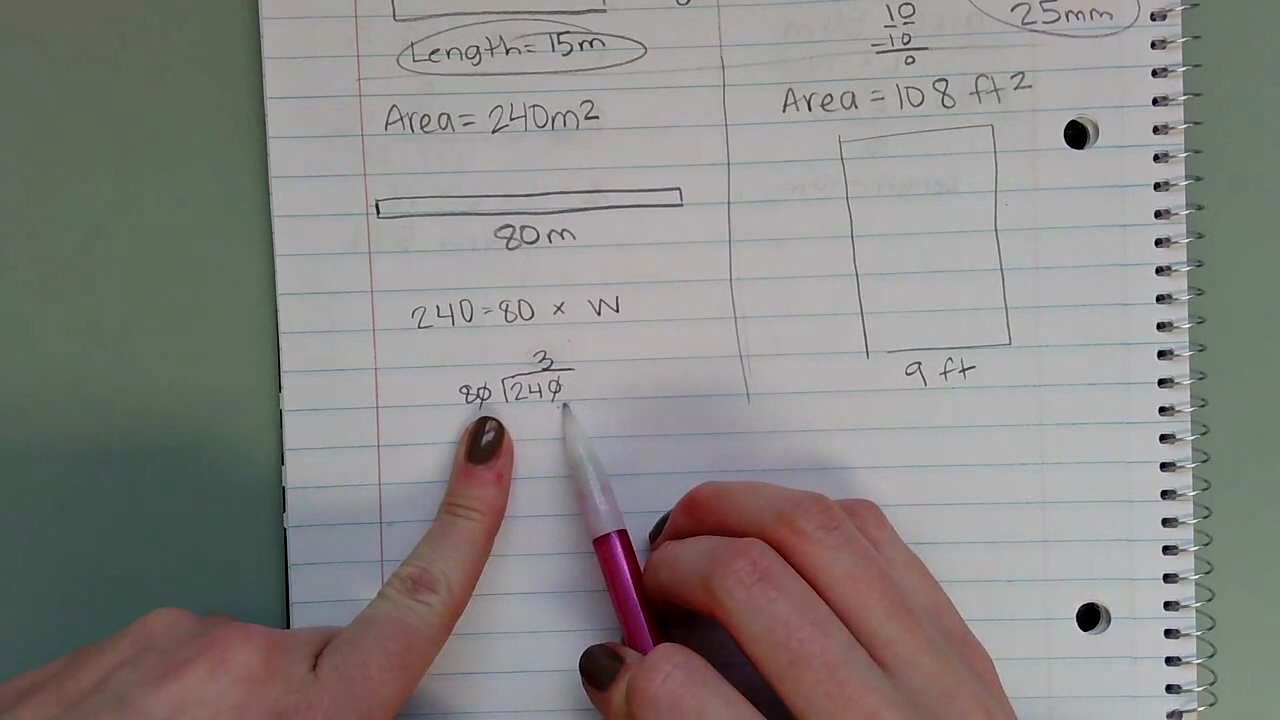 Length=15m
Area=240m2
80m
240=80 x W
3
80 240
10
-10
0
25mm
Area=108 ft2
9 ft